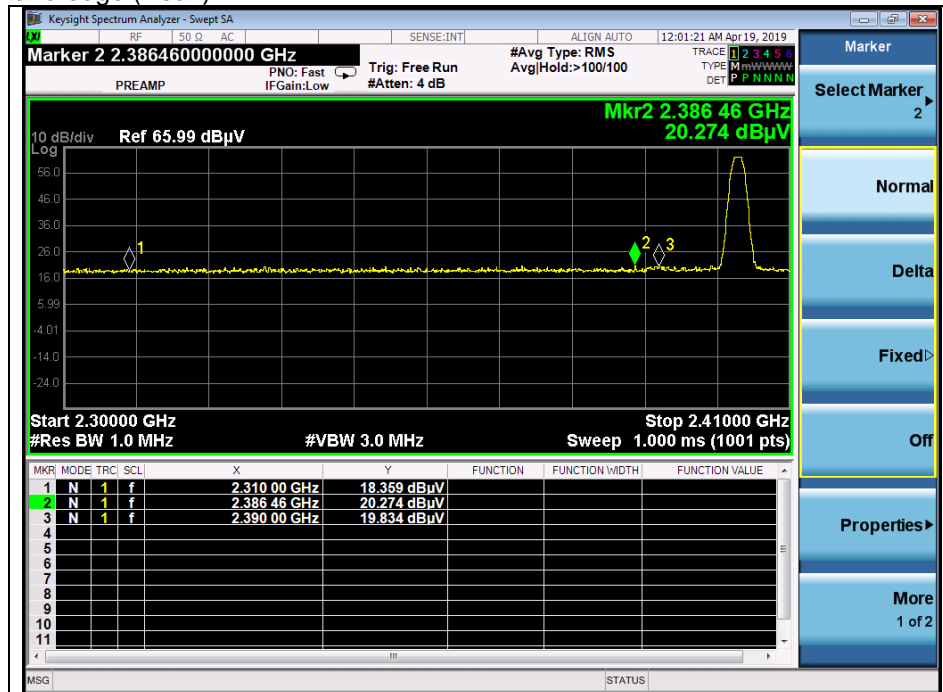 Keysight Spectrum Analyzer - Swept SA
LXI RF 50 Ω AC SENSE:INT ALIGN AUTO 12:01:21 AM Apr 19, 2019
Marker 2 2.386460000000 GHz
#Avg Type: RMS
TRACE 1 2 3 4 5 6
PNO: Fast
Trig: Free Run
Avg|Hold:>100/100
TYPE M m W W W W
PREAMP
IFGain:Low
#Atten: 4 dB
DET P P N N N N
Mkr2 2.386 46 GHz
20.274 dBµV
10 dB/div Ref 65.99 dBµV
Log
56.0
46.0
36.0
26.0
16.0
5.99
-4.01
-14.0
-24.0
1
2
3
Start 2.30000 GHz
Stop 2.41000 GHz
#Res BW 1.0 MHz
#VBW 3.0 MHz
Sweep 1.000 ms (1001 pts)
MKR MODE TRC SCL X Y FUNCTION FUNCTION WIDTH FUNCTION VALUE
1 N 1 f 2.310 00 GHz 18.359 dBµV
2 N 1 f 2.386 46 GHz 20.274 dBµV
3 N 1 f 2.390 00 GHz 19.834 dBµV
4
5
6
7
8
9
10
11
MSG
STATUS
Marker
Select Marker
2
Normal
Delta
Fixed
Off
Properties
More
1 of 2